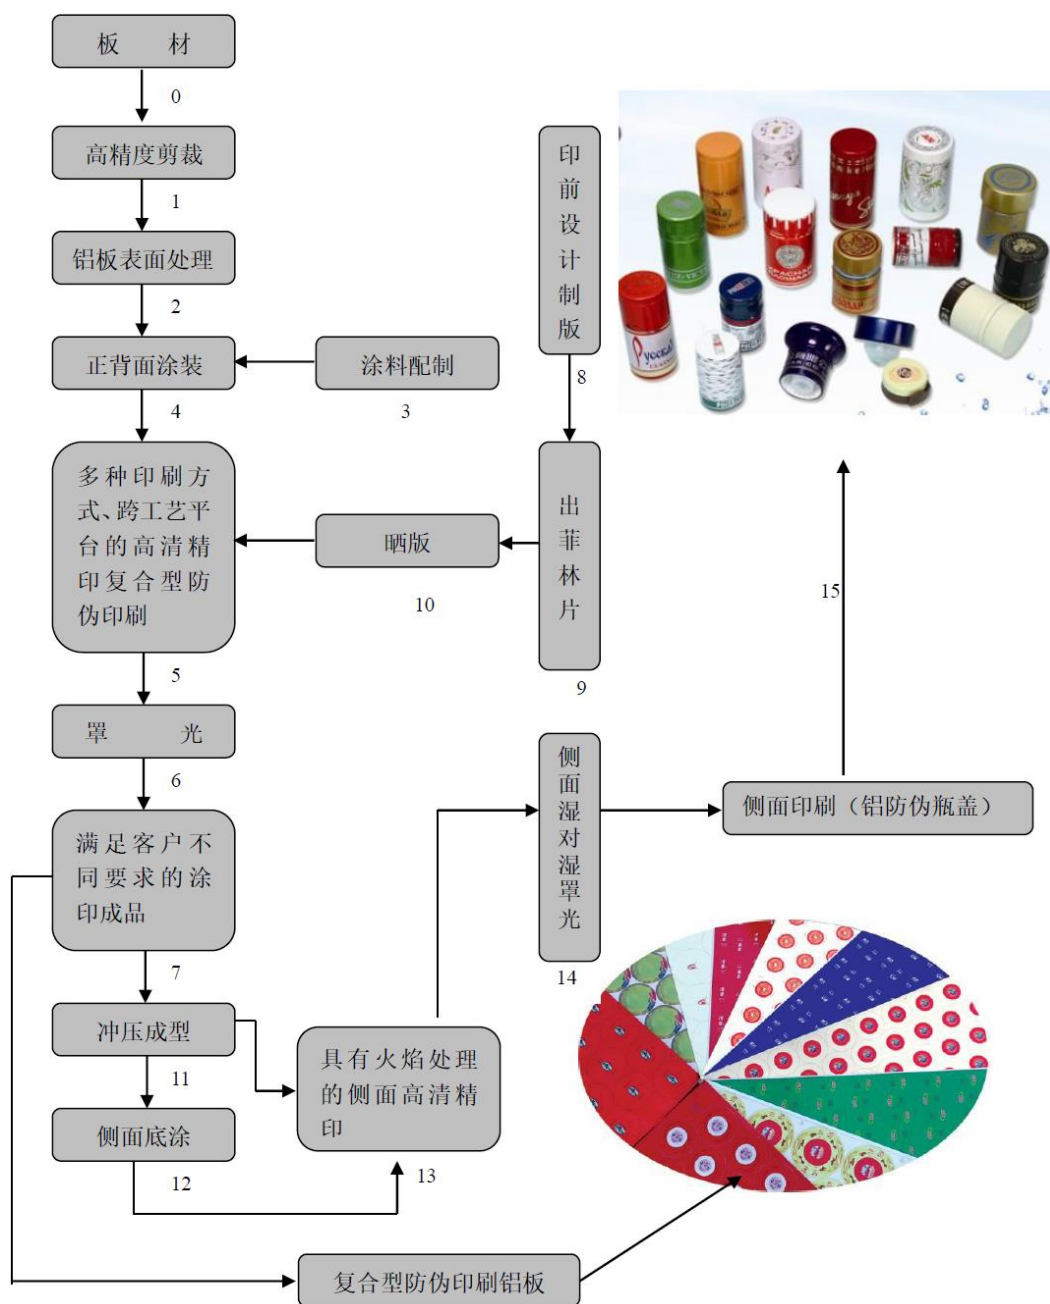 板 材
0
高精度剪裁
1
铝板表面处理
2
正背面涂装
涂料配制
3
4
多种印刷方
式、跨工艺平
台的高清精
印复合型防
伪印刷
晒版
10
印
前
设
计
制
版
8
出
菲
林
片
9
5
罩 光
6
满足客户不
同要求的涂
印成品
7
冲压成型
11
侧面底涂
12
具有火焰处理
的侧面高清精
印
13
侧
面
湿
对
湿
罩
光
14
侧面印刷（铝防伪瓶盖）
15
复合型防伪印刷铝板